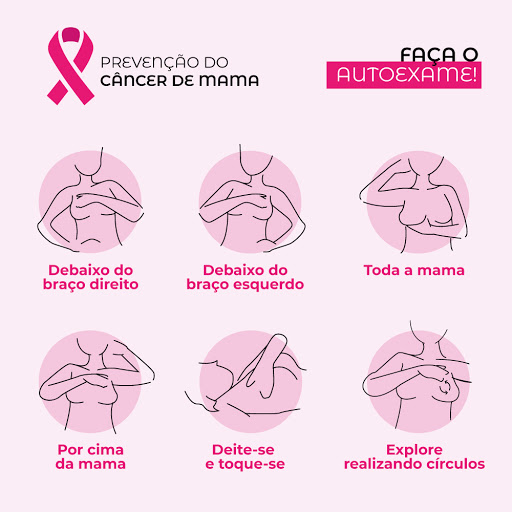 PREVENÇÃO DO
CÂNCER DE MAMA
FAÇA O
AUTOEXAME!
Debaixo do
braço direito
Debaixo do
braço esquerdo
Toda a mama
Por cima
da mama
Deite-se
e toque-se
Explore
realizando círculos